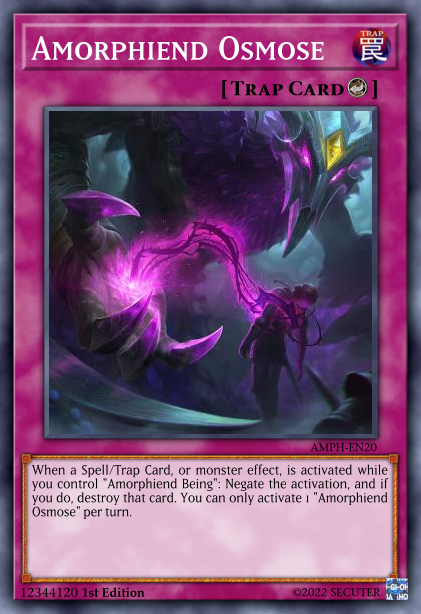 AMORPHIEND OSMOSE
TRAP
罠
[TRAP CARD]
AMPH-EN20
When a Spell/Trap Card, or monster effect, is activated while
you control "Amorphiend Being": Negate the activation, and if
you do, destroy that card. You can only activate 1 "Amorphiend
Osmose" per turn.
12344120 1st Edition
©2022 SECUTER